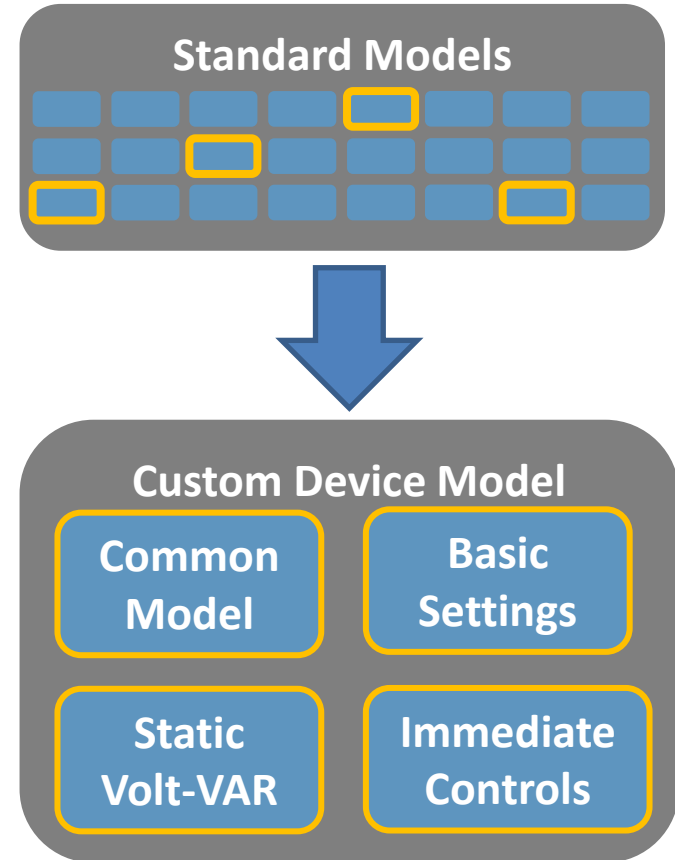 Standard Models
Custom Device Model
Common
Model
Basic
Settings
Static
Volt-VAR
Immediate
Controls